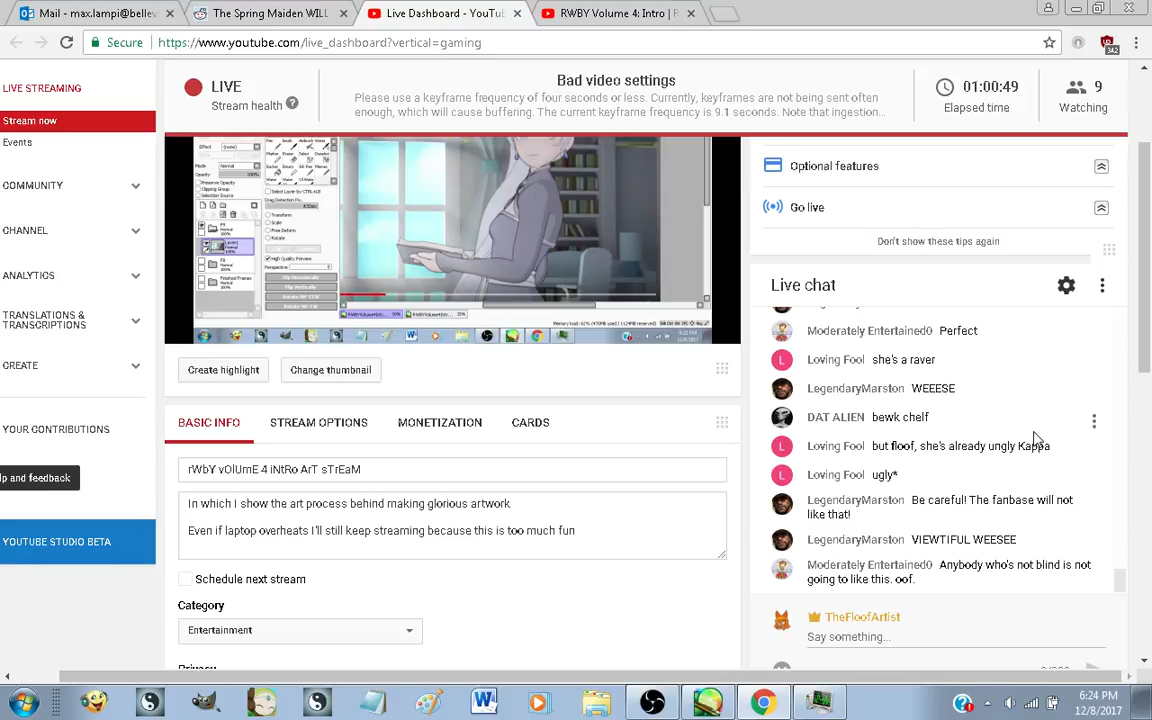 Mail - max.lampi@bellev
The Spring Maiden WILL
Live Dashboard - YouTu
RWBY Volume 4: Intro | R
Secure
https://www.youtube.com/live_dashboard?vertical=gaming
342
LIVE STREAMING
Stream now
Events
COMMUNITY
CHANNEL
ANALYTICS
TRANSLATIONS &
TRANSCRIPTIONS
CREATE
YOUR CONTRIBUTIONS
lp and feedback
YOUTUBE STUDIO BETA
LIVE
Stream health
Bad video settings
Please use a keyframe frequency of four seconds or less. Currently, keyframes are not being sent often
enough, which will cause buffering. The current keyframe frequency is 9.1 seconds. Note that ingestion...
01:00:49
Elapsed time
9
Watching
Create highlight
Change thumbnail
BASIC INFO
STREAM OPTIONS
MONETIZATION
CARDS
rWbY vOlUmE 4 iNtRo ArT sTrEaM
In which I show the art process behind making glorious artwork
Even if laptop overheats I'll still keep streaming because this is too much fun
Schedule next stream
Category
Entertainment
Privacy
Optional features
Go live
Don't show these tips again
Live chat
Moderately Entertained0 Perfect
L Loving Fool she's a raver
LegendaryMarston WEEESE
DAT ALIEN bewk chelf
L Loving Fool but floof, she's already ungly Kappa
L Loving Fool ugly*
LegendaryMarston Be careful! The fanbase will not
like that!
LegendaryMarston VIEWTIFUL WEESEE
Moderately Entertained0 Anybody who's not blind is not
going to like this. oof.
TheFloofArtist
Say something...
6:24 PM
12/8/2017